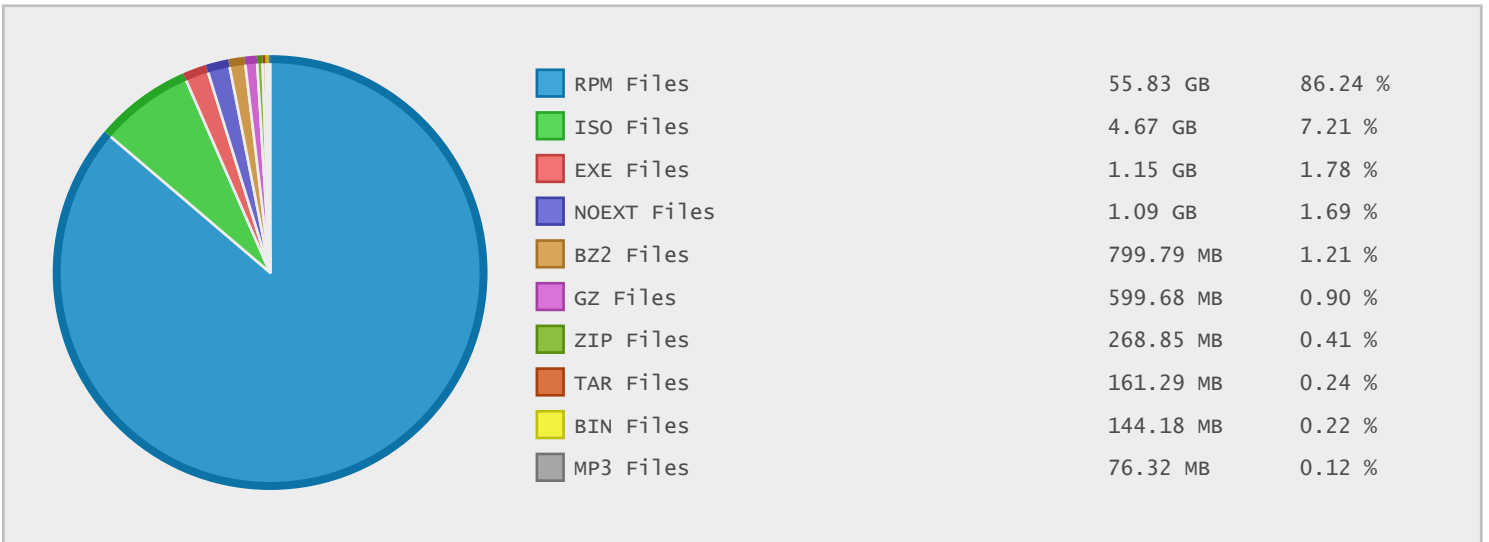 RPM Files 55.83 GB 86.24 %
ISO Files 4.67 GB 7.21 %
EXE Files 1.15 GB 1.78 %
NOEXT Files 1.09 GB 1.69 %
BZ2 Files 799.79 MB 1.21 %
GZ Files 599.68 MB 0.90 %
ZIP Files 268.85 MB 0.41 %
TAR Files 161.29 MB 0.24 %
BIN Files 144.18 MB 0.22 %
MP3 Files 76.32 MB 0.12 %